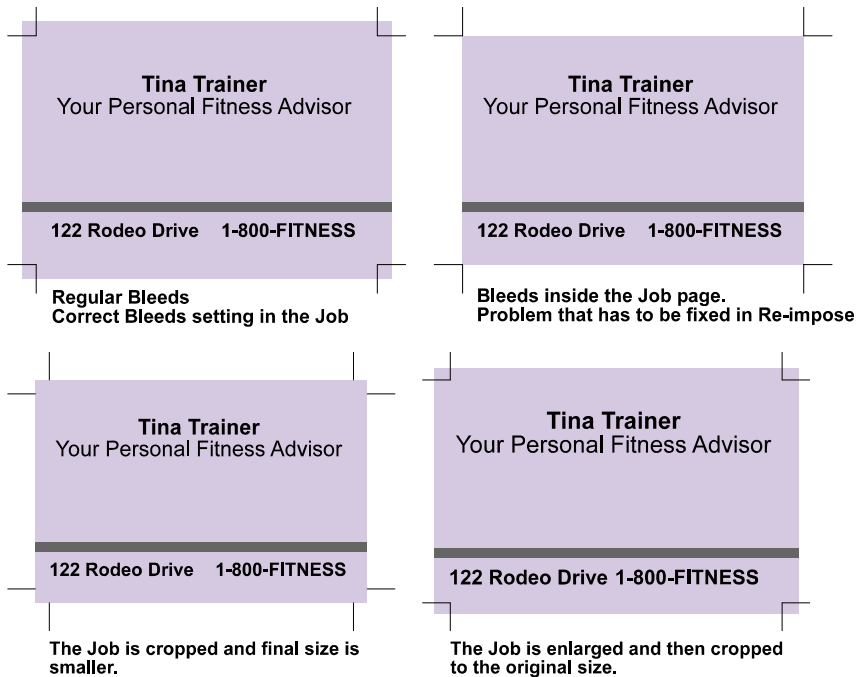 Tina Trainer
Your Personal Fitness Advisor
122 Rodeo Drive 1-800-FITNESS
Regular Bleeds
Correct Bleeds setting in the Job
Tina Trainer
Your Personal Fitness Advisor
122 Rodeo Drive 1-800-FITNESS
Bleeds inside the Job page.
Problem that has to be fixed in Re-impose
Tina Trainer
Your Personal Fitness Advisor
122 Rodeo Drive 1-800-FITNESS
The Job is cropped and final size is
smaller.
Tina Trainer
Your Personal Fitness Advisor
122 Rodeo Drive 1-800-FITNESS
The Job is enlarged and then cropped
to the original size.